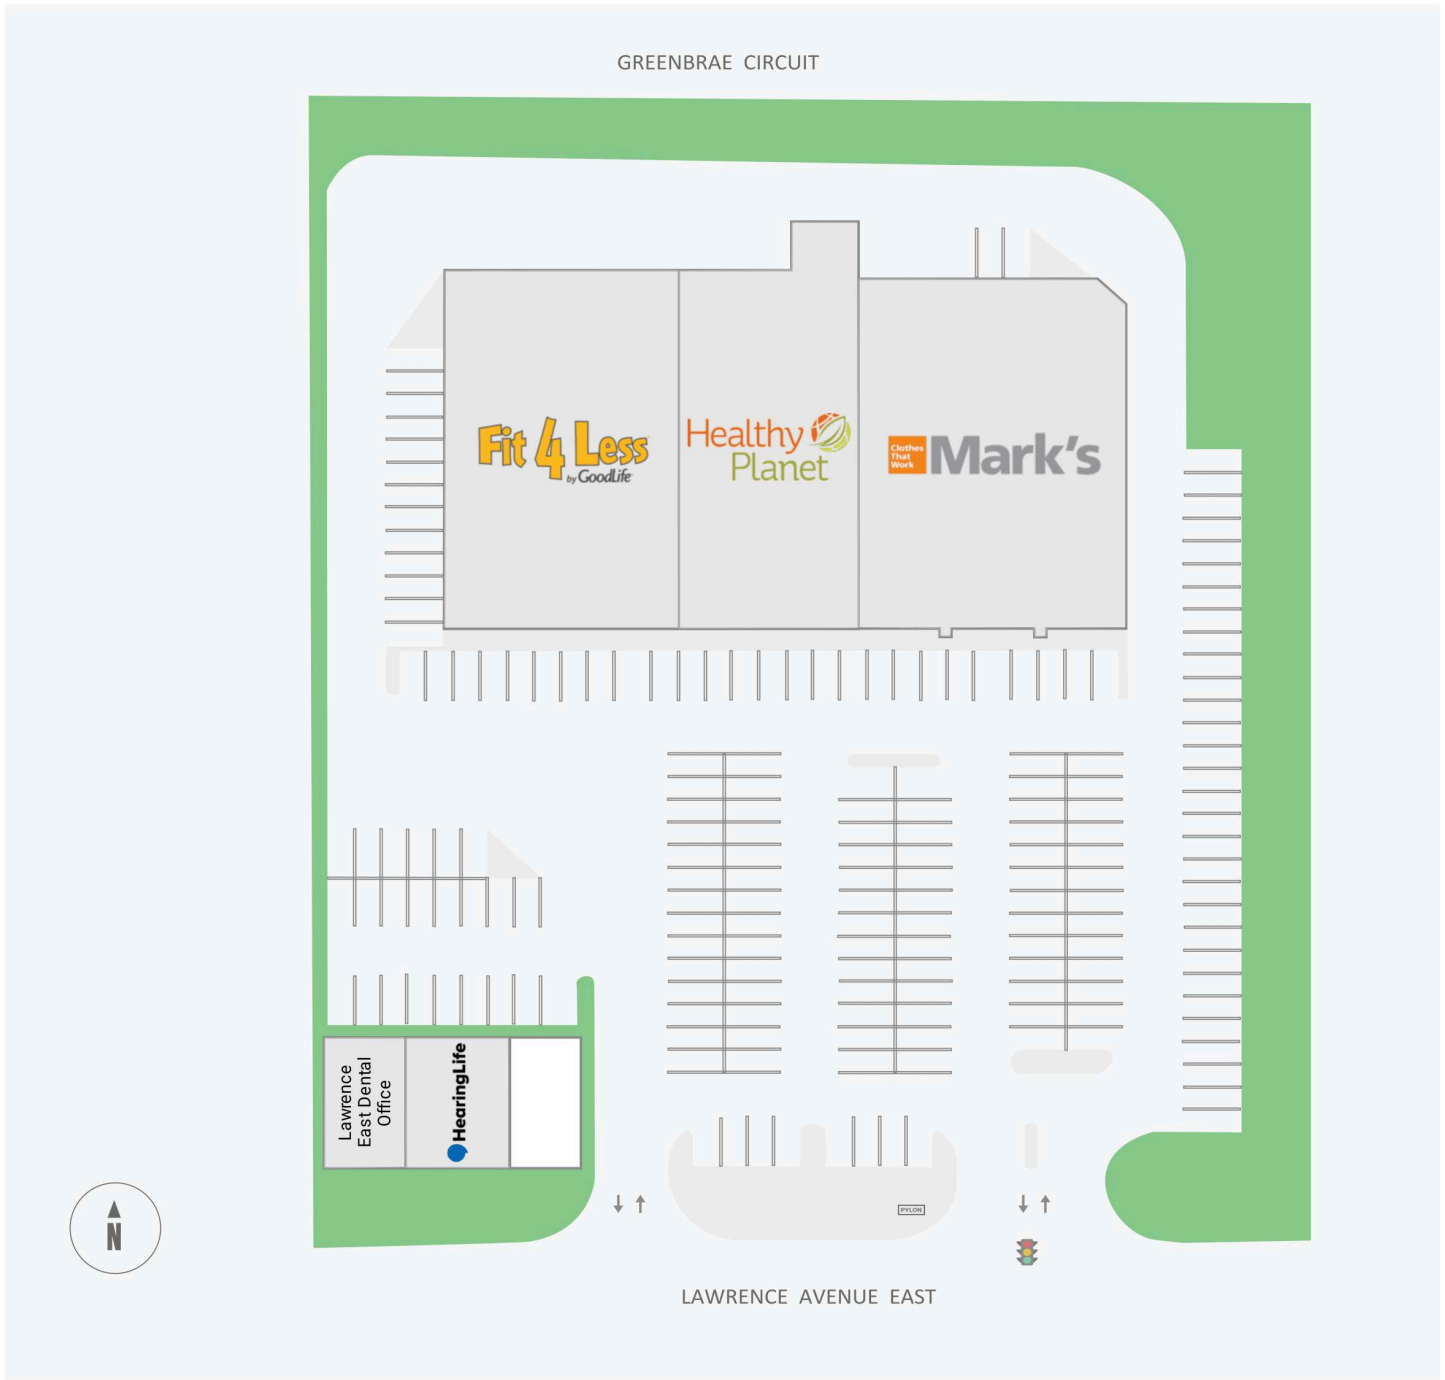 GREENBRAE CIRCUIT
Fit 4 Less
by GoodLife
Healthy
Planet
Clothes
That
Work
Mark's
Lawrence
East Dental
Office
HearingLife
PYLON
N
LAWRENCE AVENUE EAST